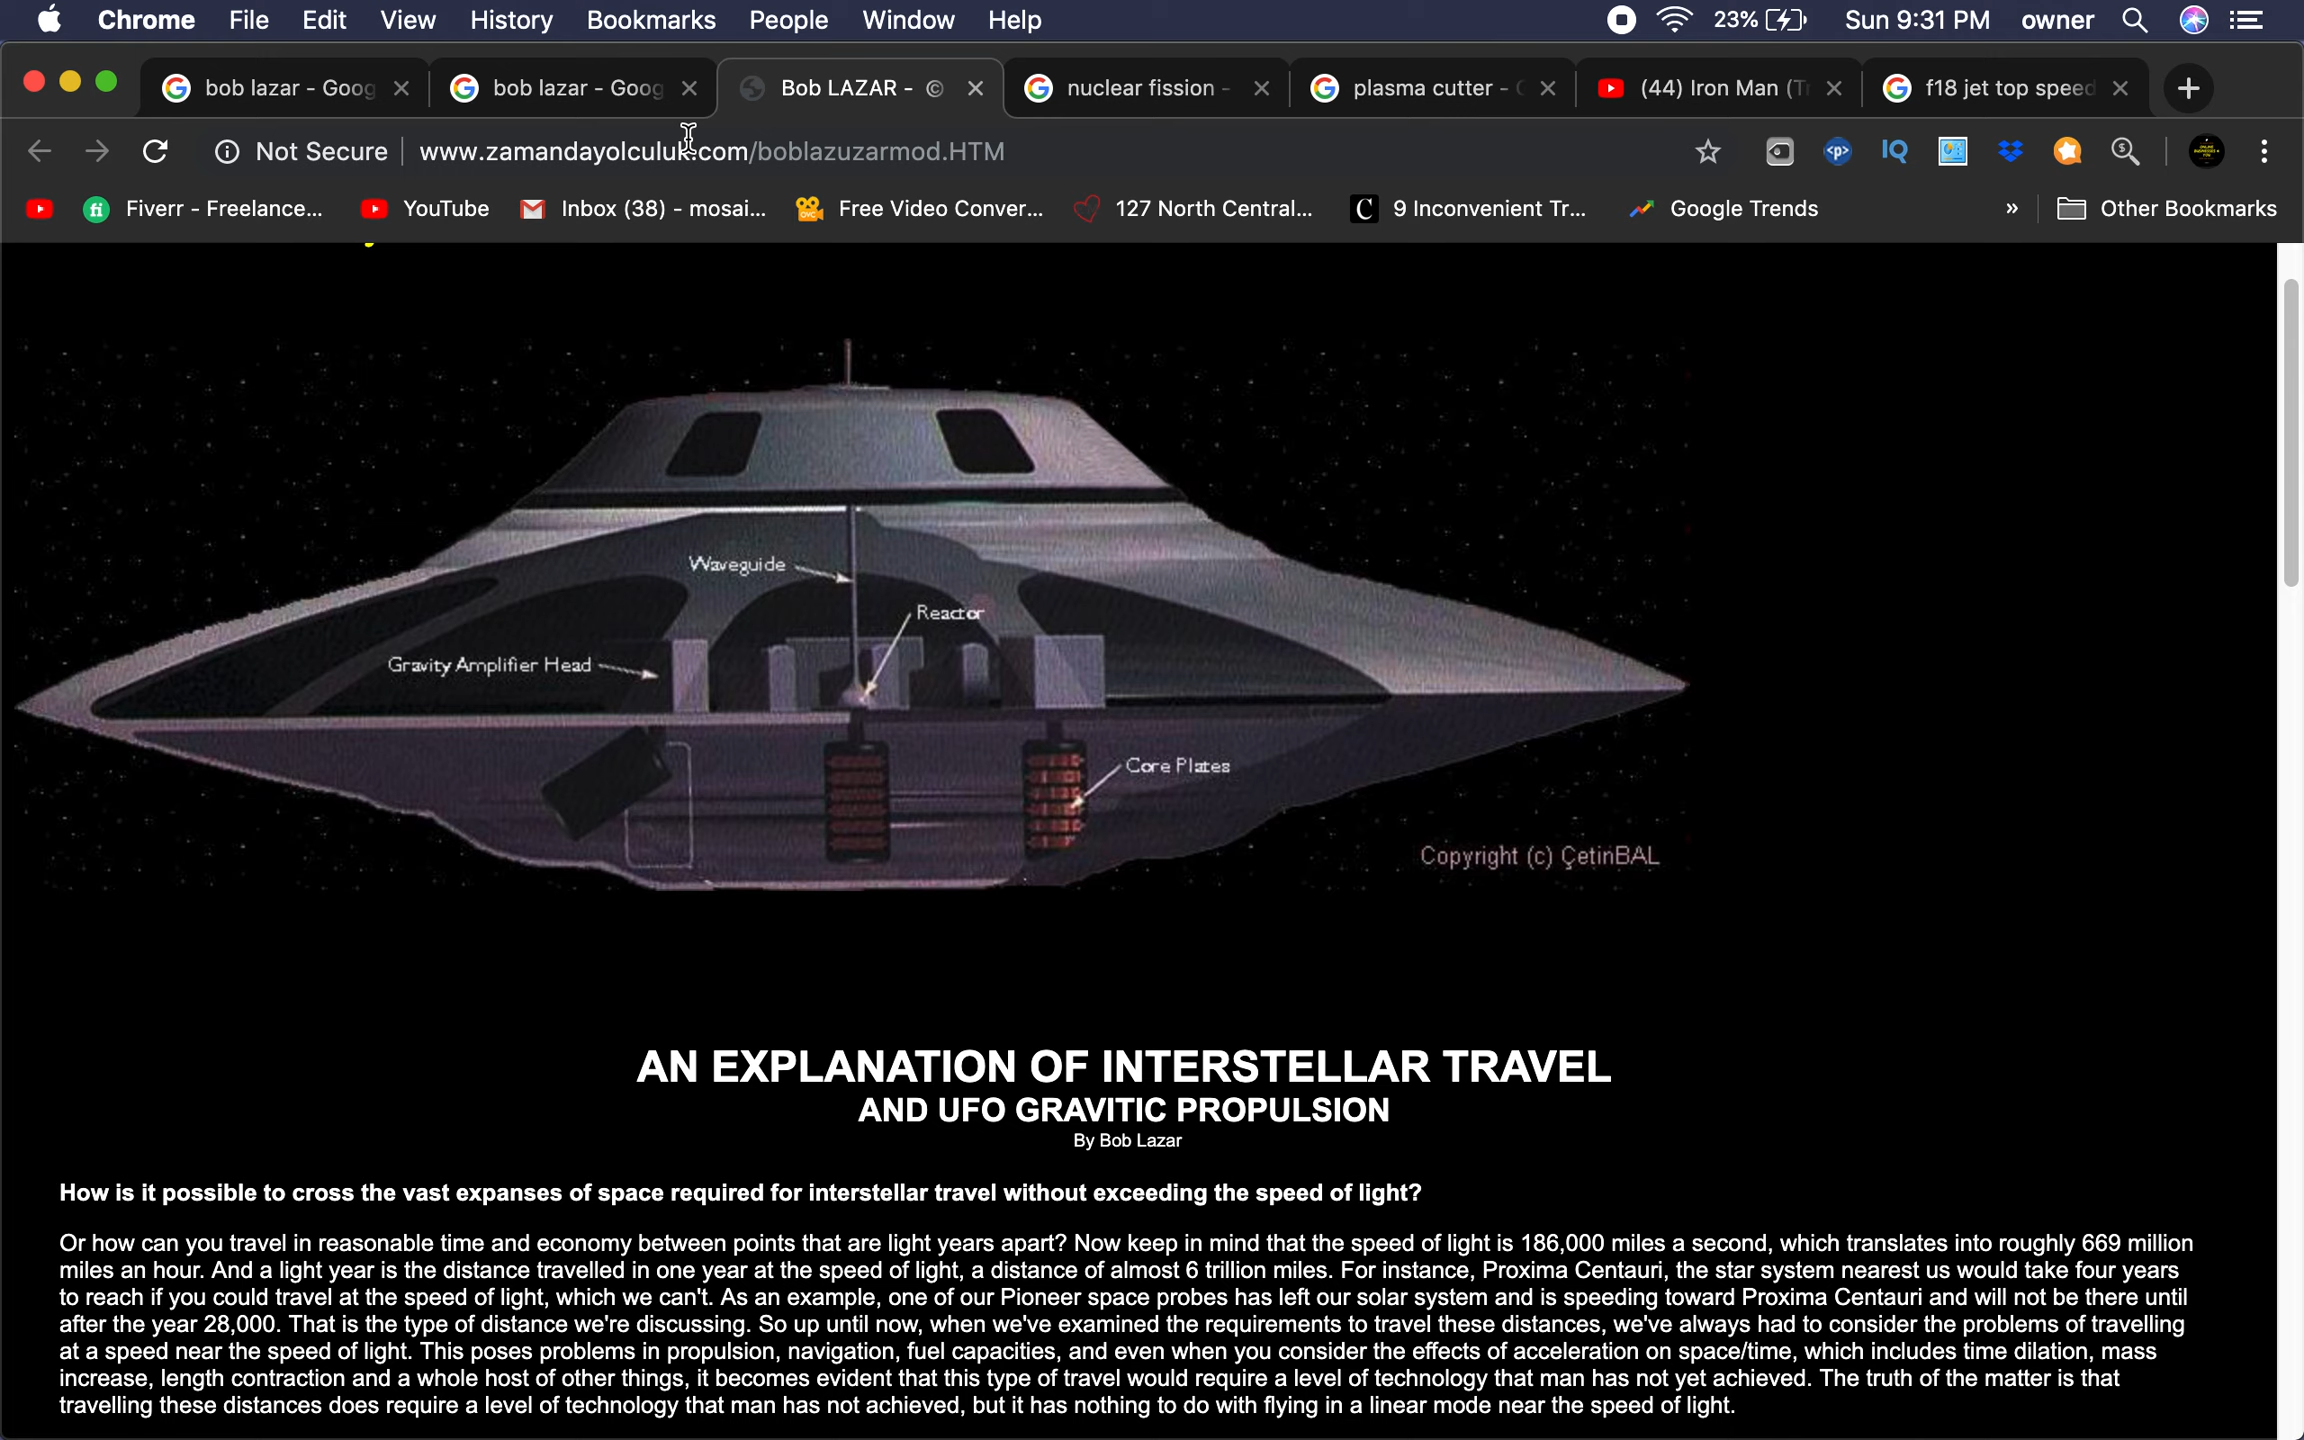 Chrome File Edit View History Bookmarks People Window Help 23% Sun 9:31 PM owner
bob lazar - Goog bob lazar - Goog Bob LAZAR - © nuclear fission - plasma cutter - (44) Iron Man (T f18 jet top speed
Not Secure www.zamandayolculuk.com/boblazuzarmod.HTM <p> IQ
fi Fiverr - Freelance... YouTube Inbox (38) - mosai... Free Video Conver... 127 North Central... C 9 Inconvenient Tr... Google Trends » Other Bookmarks
Waveguide
Reactor
Gravity Amplifier Head
Core Plates
Copyright (c) ÇetinBAL
AN EXPLANATION OF INTERSTELLAR TRAVEL
AND UFO GRAVITIC PROPULSION
By Bob Lazar
How is it possible to cross the vast expanses of space required for interstellar travel without exceeding the speed of light?
Or how can you travel in reasonable time and economy between points that are light years apart? Now keep in mind that the speed of light is 186,000 miles a second, which translates into roughly 669 million
miles an hour. And a light year is the distance travelled in one year at the speed of light, a distance of almost 6 trillion miles. For instance, Proxima Centauri, the star system nearest us would take four years
to reach if you could travel at the speed of light, which we can't. As an example, one of our Pioneer space probes has left our solar system and is speeding toward Proxima Centauri and will not be there until
after the year 28,000. That is the type of distance we're discussing. So up until now, when we've examined the requirements to travel these distances, we've always had to consider the problems of travelling
at a speed near the speed of light. This poses problems in propulsion, navigation, fuel capacities, and even when you consider the effects of acceleration on space/time, which includes time dilation, mass
increase, length contraction and a whole host of other things, it becomes evident that this type of travel would require a level of technology that man has not yet achieved. The truth of the matter is that
travelling these distances does require a level of technology that man has not achieved, but it has nothing to do with flying in a linear mode near the speed of light.